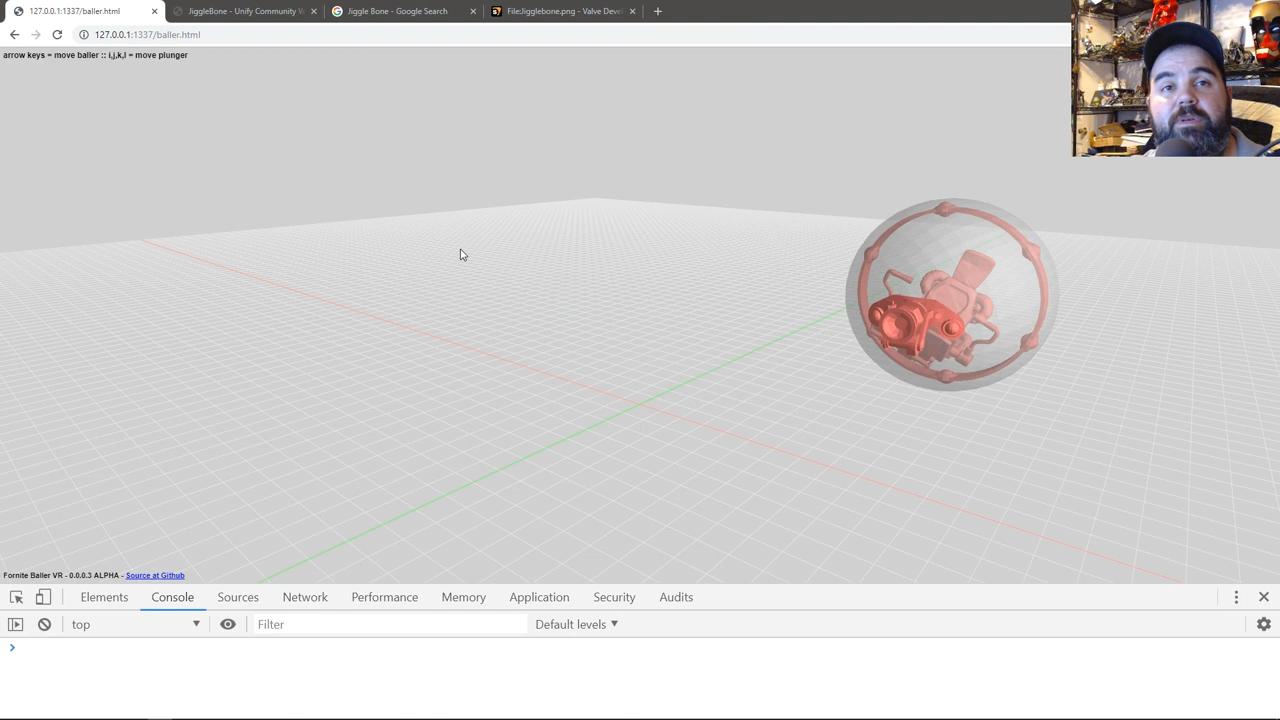 127.0.0.1:1337/baller.html
JiggleBone - Unify Community W
Jiggle Bone - Google Search
File:Jigglebone.png - Valve Devel
127.0.0.1:1337/baller.html
arrow keys = move baller :: i,j,k,l = move plunger
Fornite Baller VR - 0.0.0.3 ALPHA - Source at Github
Elements Console Sources Network Performance Memory Application Security Audits
top Filter Default levels